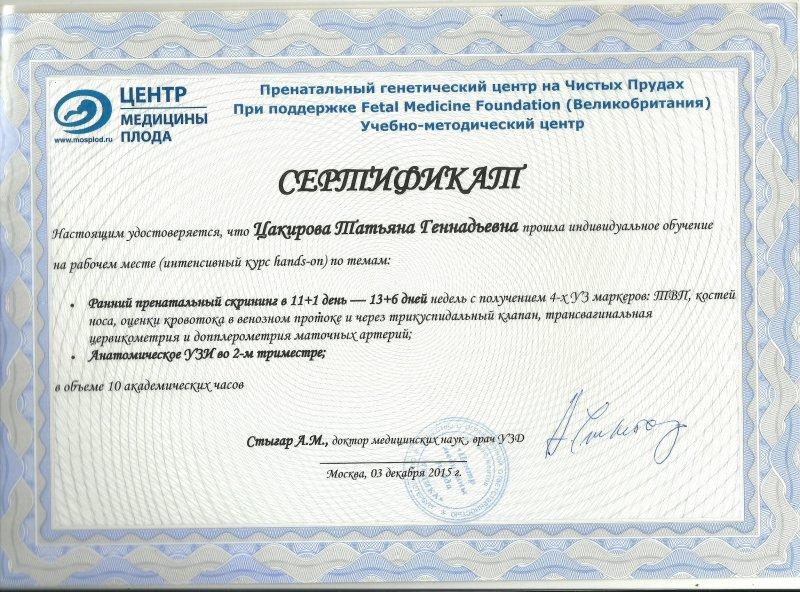 ЦЕНТР
МЕДИЦИНЫ
ПЛОДА
www.mosplod.ru
Пренатальный генетический центр на Чистых Прудах
При поддержке Fetal Medicine Foundation (Великобритания)
Учебно-методический центр
СЕРТИФИКАТ
Настоящим удостоверяется, что Цакирова Татьяна Геннадьевна прошла индивидуальное обучение
на рабочем месте (интенсивный курс hands-on) по темам:
• Ранний пренатальный скрининг в 11+1 день — 13+6 дней недель с получением 4-х УЗ маркеров: ТВП, костей
носа, оценки кровотока в венозном протоке и через трикуспидальный клапан, трансвагинальная
цервикометрия и допплерометрия маточных артерий;
• Анатомическое УЗИ во 2-м триместре;
в объеме 10 академических часов
Стыгар А.М., доктор медицинских наук, врач УЗД
Москва, 03 декабря 2015 г.
Центр
медицины
плода